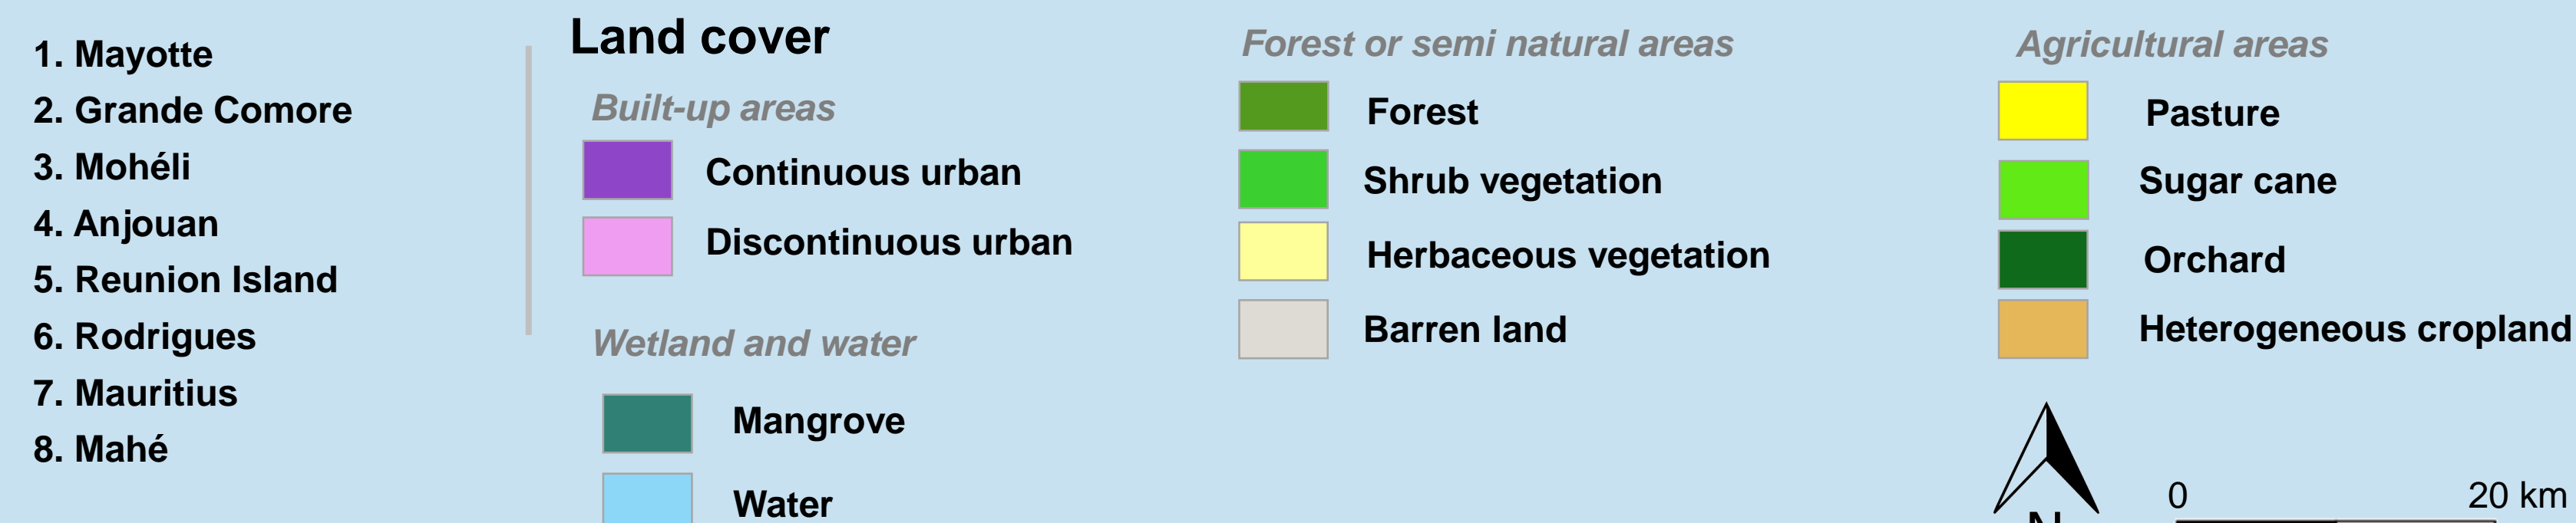 1. Mayotte
2. Grande Comore
3. Mohéli
4. Anjouan
5. Reunion Island
6. Rodrigues
7. Mauritius
8. Mahé
Land cover
Built-up areas
Continuous urban
Discontinuous urban
Wetland and water
Mangrove
Water
Forest or semi natural areas
Forest
Shrub vegetation
Herbaceous vegetation
Barren land
Agricultural areas
Pasture
Sugar cane
Orchard
Heterogeneous cropland
N
0 20 km